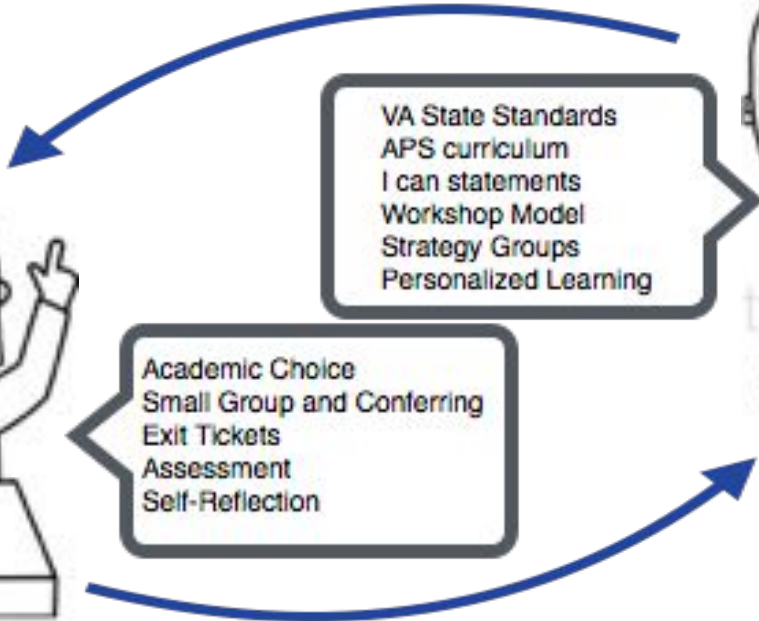 VA State Standards
APS curriculum
I can statements
Workshop Model
Strategy Groups
Personalized Learning
Academic Choice
Small Group and Conferring
Exit Tickets
Assessment
Self-Reflection